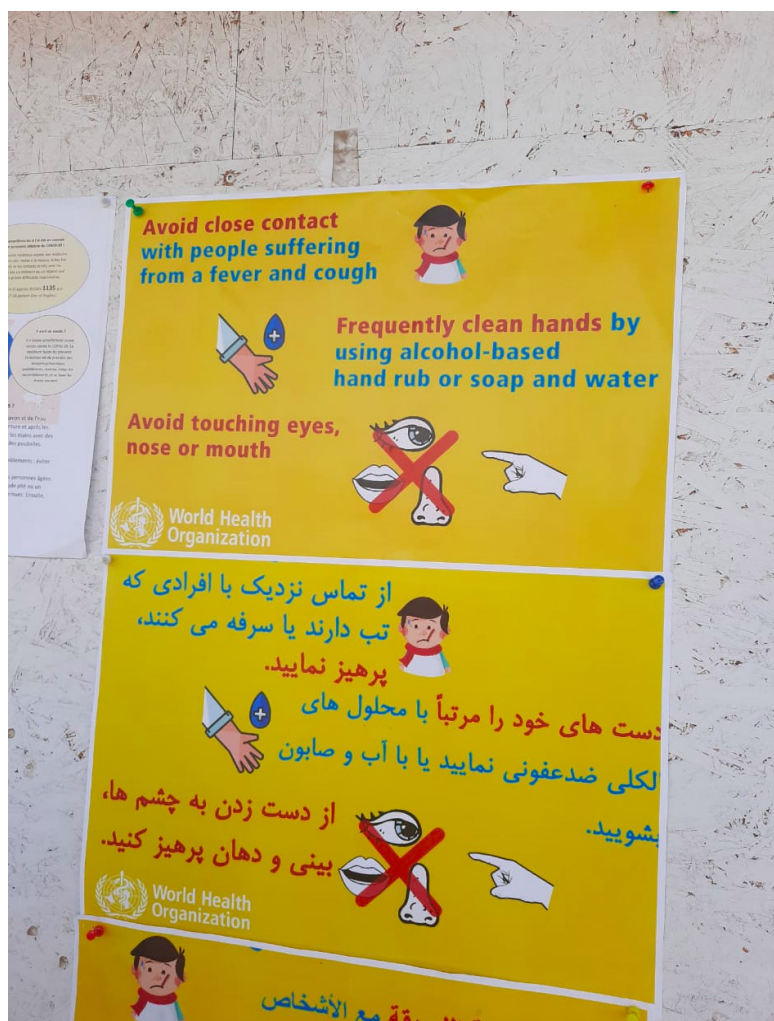 Avoid close contact
with people suffering
from a fever and cough
Frequently clean hands by
using alcohol-based
hand rub or soap and water
Avoid touching eyes,
nose or mouth
World Health
Organization
از تماس نزدیک با افرادی که
تب دارند یا سرفه می کنند،
پرهیز نمایید.
دست های خود را مرتباً با محلول های
الکلی ضدعفونی نمایید یا با آب و صابون
بشویید.
از دست زدن به چشم ها،
بینی و دهان پرهیز کنید.
World Health
Organization
مع الأشخاص
1135